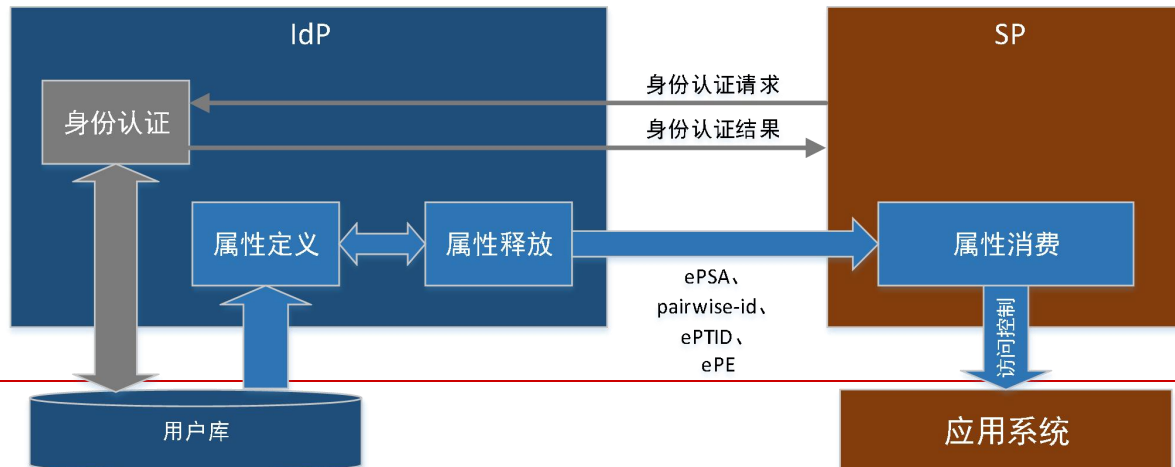 IdP
SP
身份认证请求
身份认证
身份认证结果
属性定义
属性释放
属性消费
ePSA、
pairwise-id、
ePTID、
ePE
访问控制
用户库
应用系统